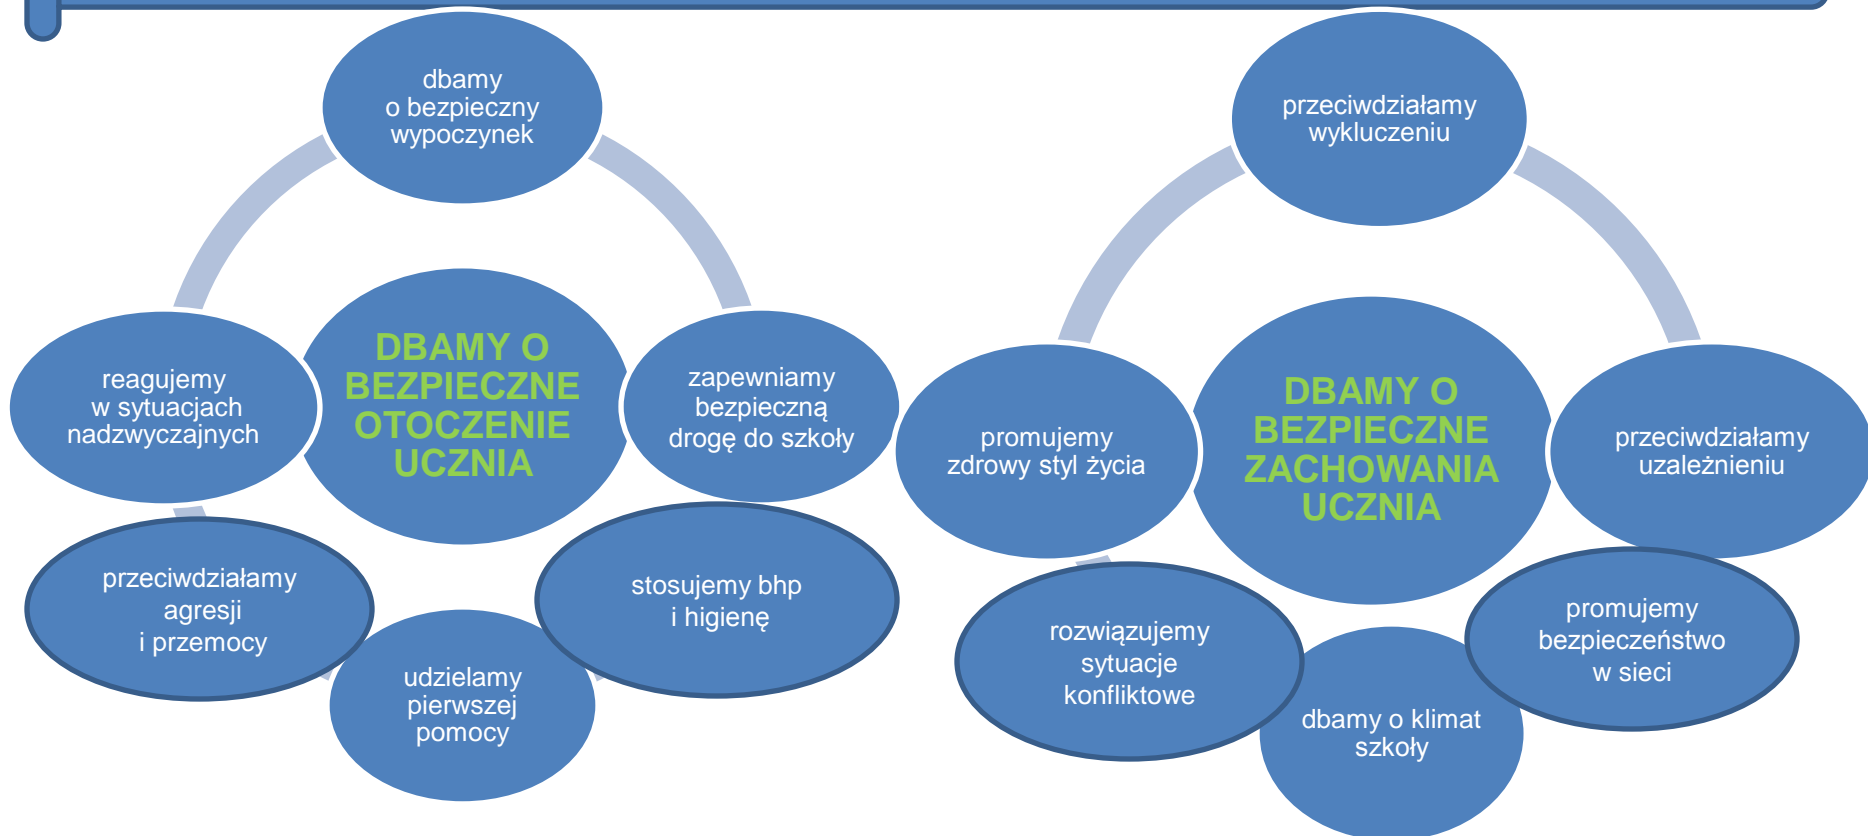 dbamy
o bezpieczny
wypoczynek
reagujemy
w sytuacjach
nadzwyczajnych
DBAMY O
BEZPIECZNE
OTOCZENIE
UCZNIA
zapewniamy
bezpieczną
drogę do szkoły
przeciwdziałamy
agresji
i przemocy
stosujemy bhp
i higienę
udzielamy
pierwszej
pomocy
przeciwdziałamy
wykluczeniu
promujemy
zdrowy styl życia
DBAMY O
BEZPIECZNE
ZACHOWANIA
UCZNIA
przeciwdziałamy
uzależnieniu
rozwiązujemy
sytuacje
konfliktowe
promujemy
bezpieczeństwo
w sieci
dbamy o klimat
szkoły